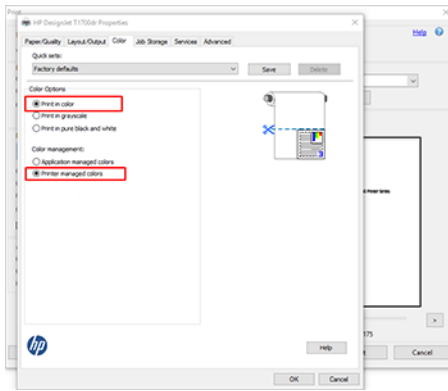 Print
HP DesignJet T1700dr Properties
Help
Paper/Quality Layout/Output Color Job Storage Services Advanced
Quick sets:
Factory defaults
Save
Delete
Color Options
Print in color
Print in grayscale
Print in pure black and white
Color management:
Application managed colors
Printer managed colors
3
hp
Help
OK
Cancel
Cancel